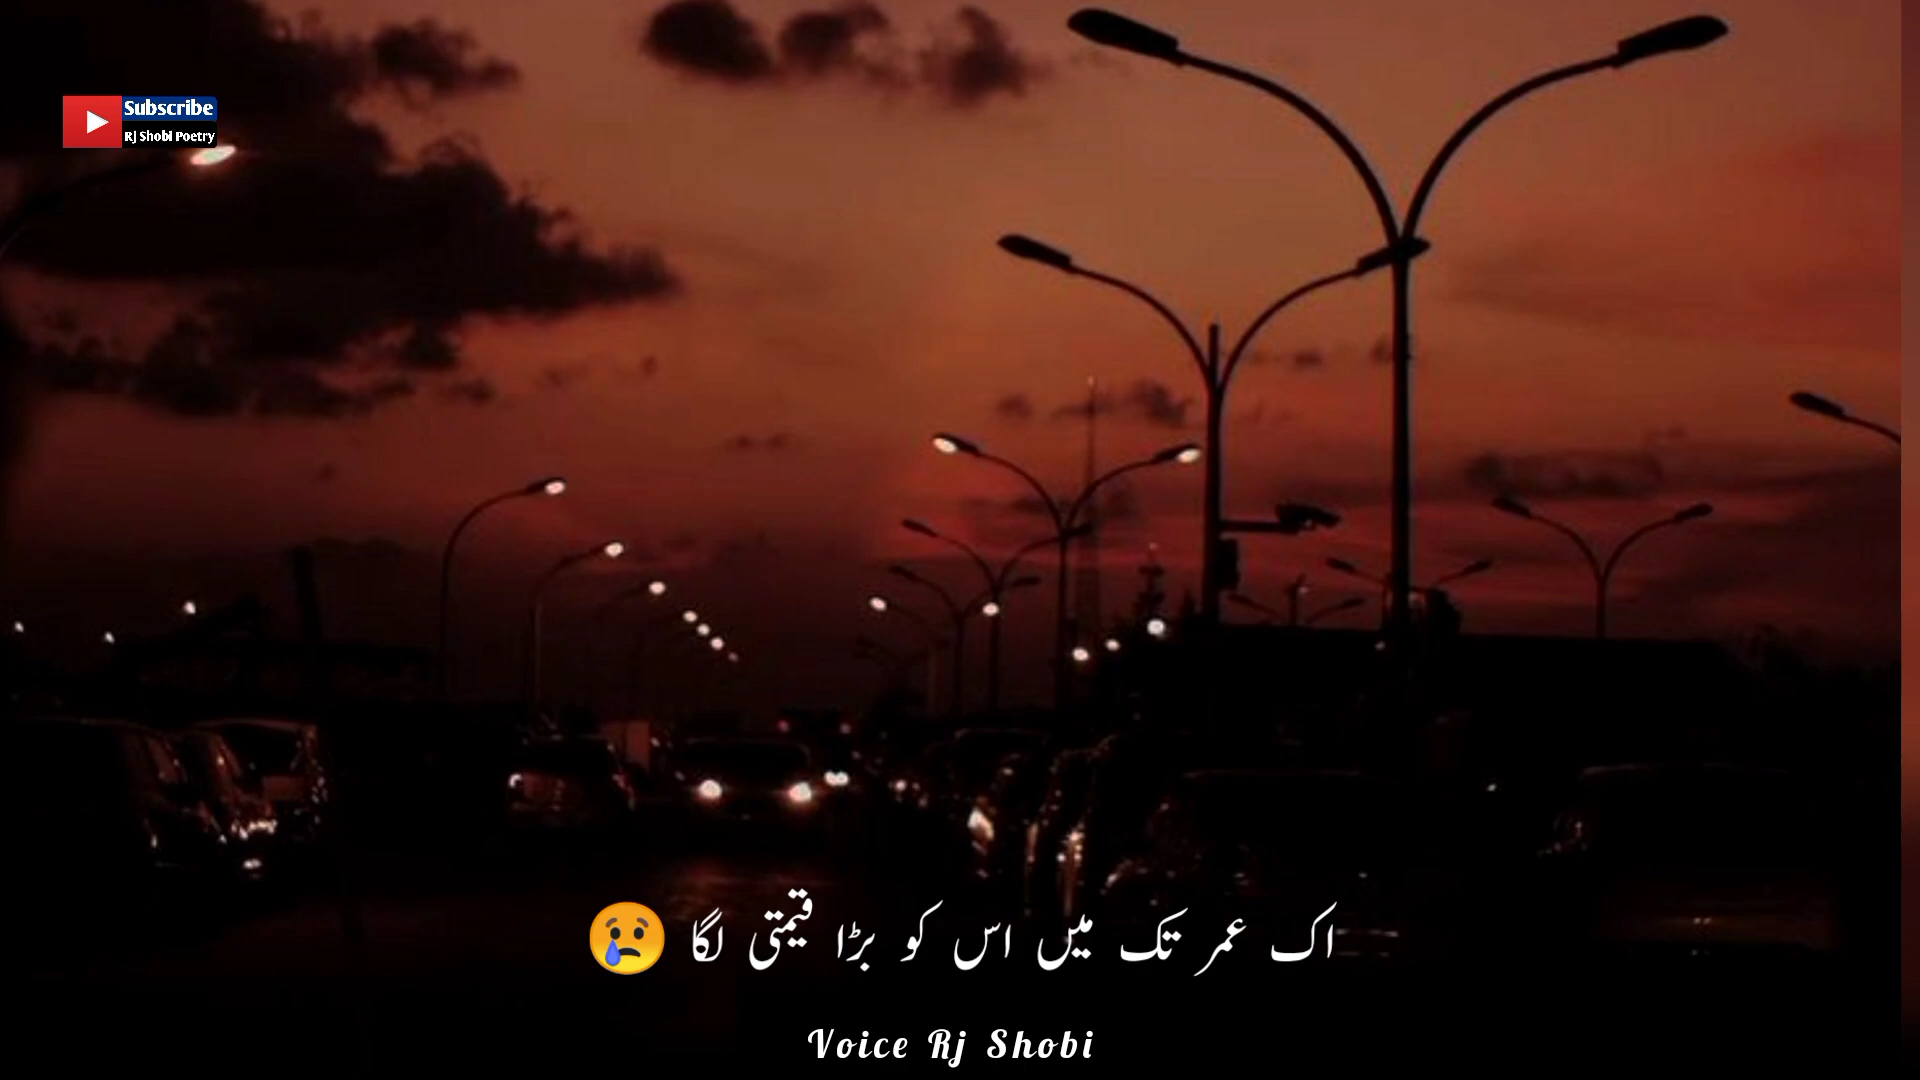 Subscribe
Rj Shobi Poetry
اک عمر تک میں اس کو بڑا قیمتی لگا 😢
Voice Rj Shobi